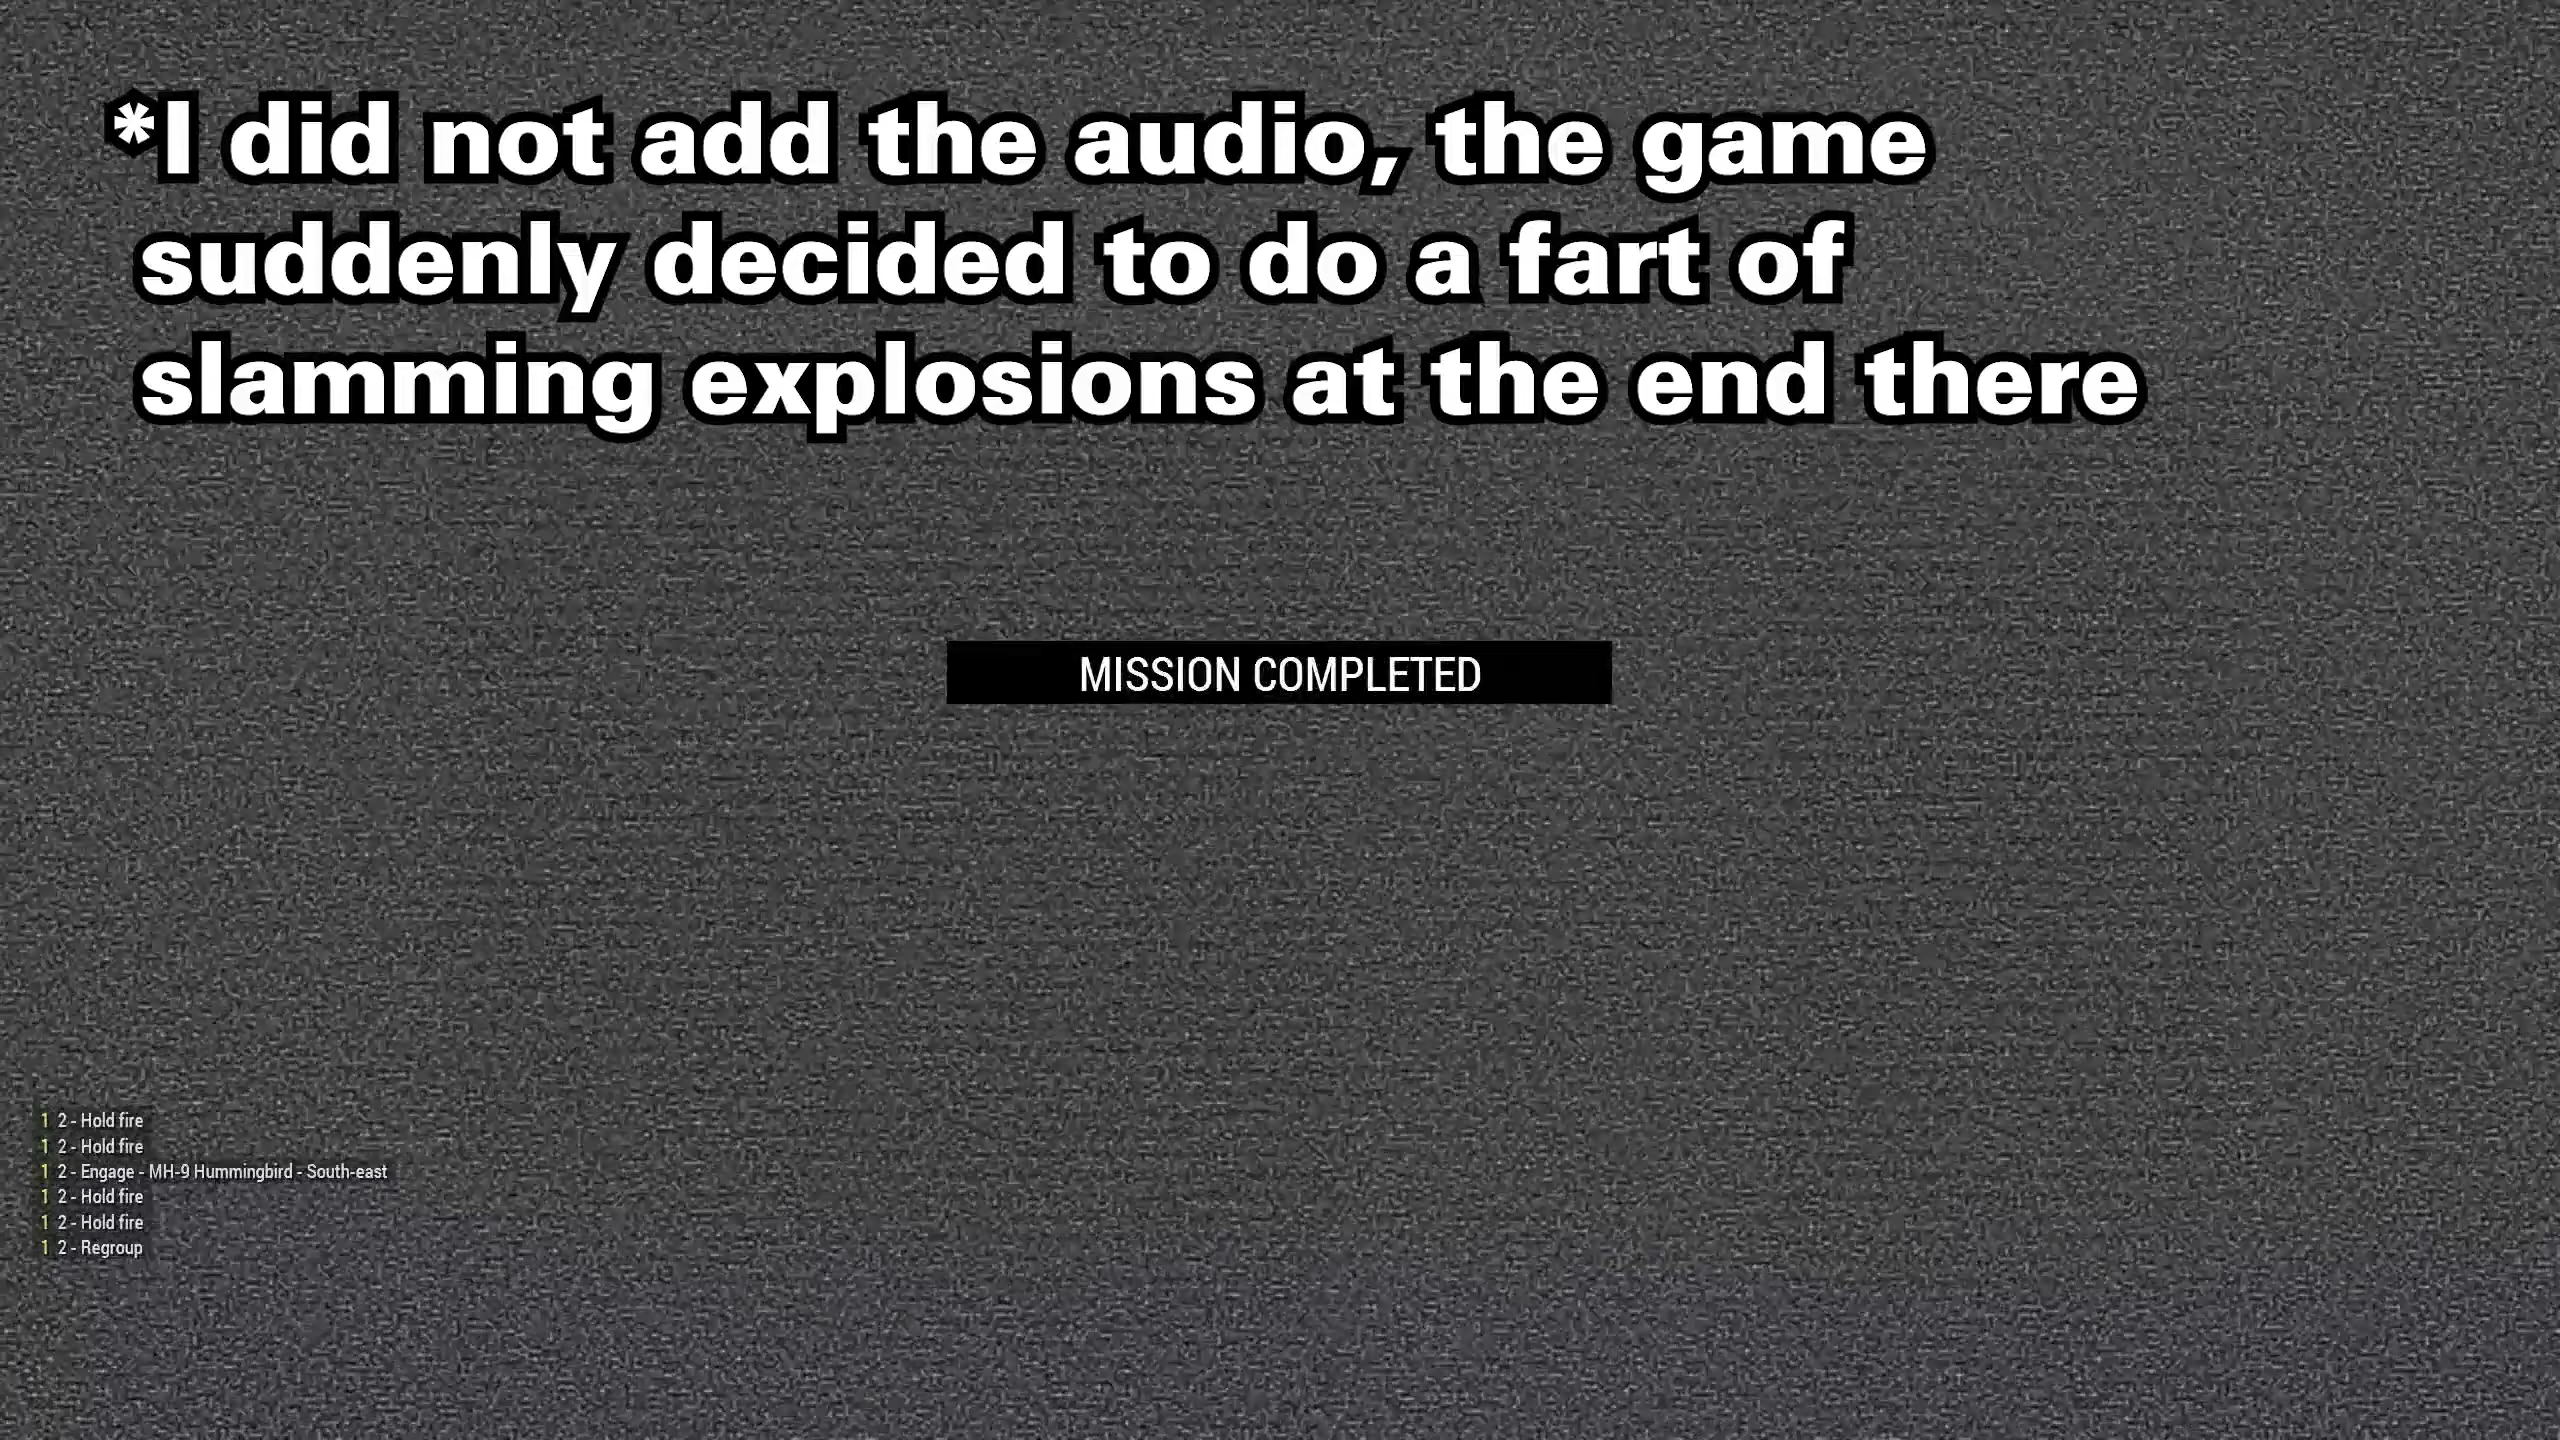 *I did not add the audio, the game
suddenly decided to do a fart of
slamming explosions at the end there
MISSION COMPLETED
1 2 - Hold fire
1 2 - Hold fire
1 2 - Engage - MH-9 Hummingbird - South-east
1 2 - Hold fire
1 2 - Hold fire
1 2 - Regroup